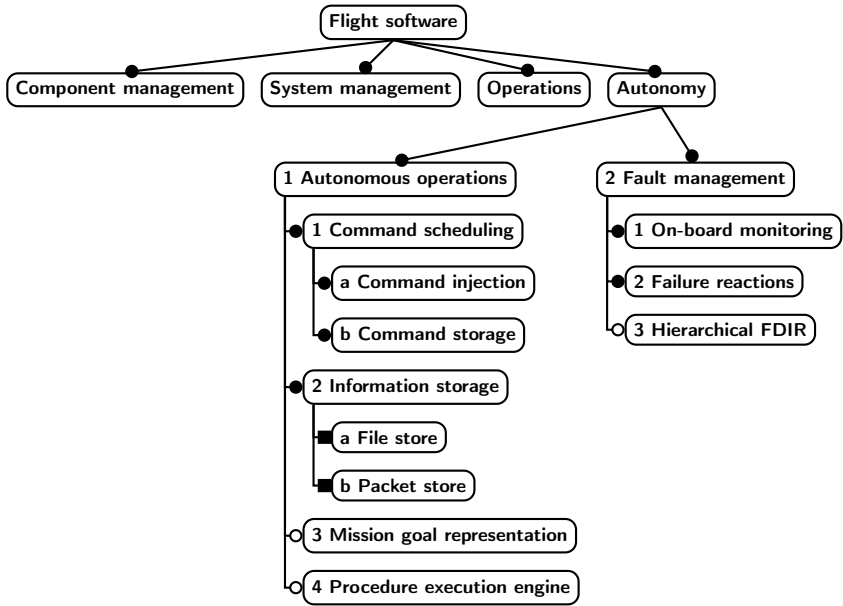 Flight software
Component management
System management
Operations
Autonomy
1 Autonomous operations
2 Fault management
1 Command scheduling
1 On-board monitoring
a Command injection
2 Failure reactions
b Command storage
3 Hierarchical FDIR
2 Information storage
a File store
b Packet store
3 Mission goal representation
4 Procedure execution engine